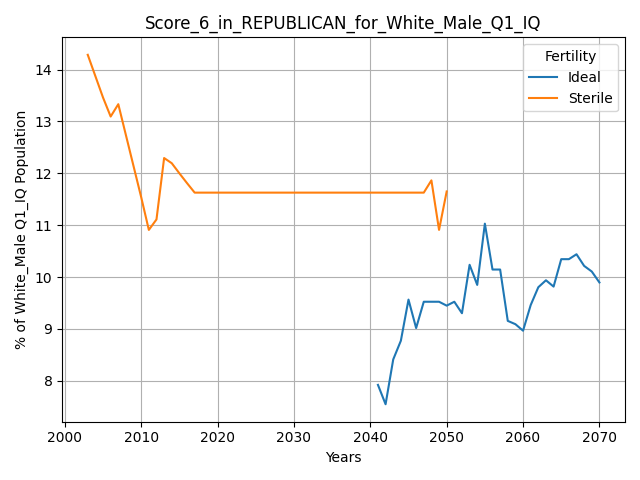 Score_6_in_REPUBLICAN_for_White_Male_Q1_IQ
Fertility
Ideal
Sterile
% of White_Male Q1_IQ Population
14
13
12
11
10
9
8
2000 2010 2020 2030 2040 2050 2060 2070
Years